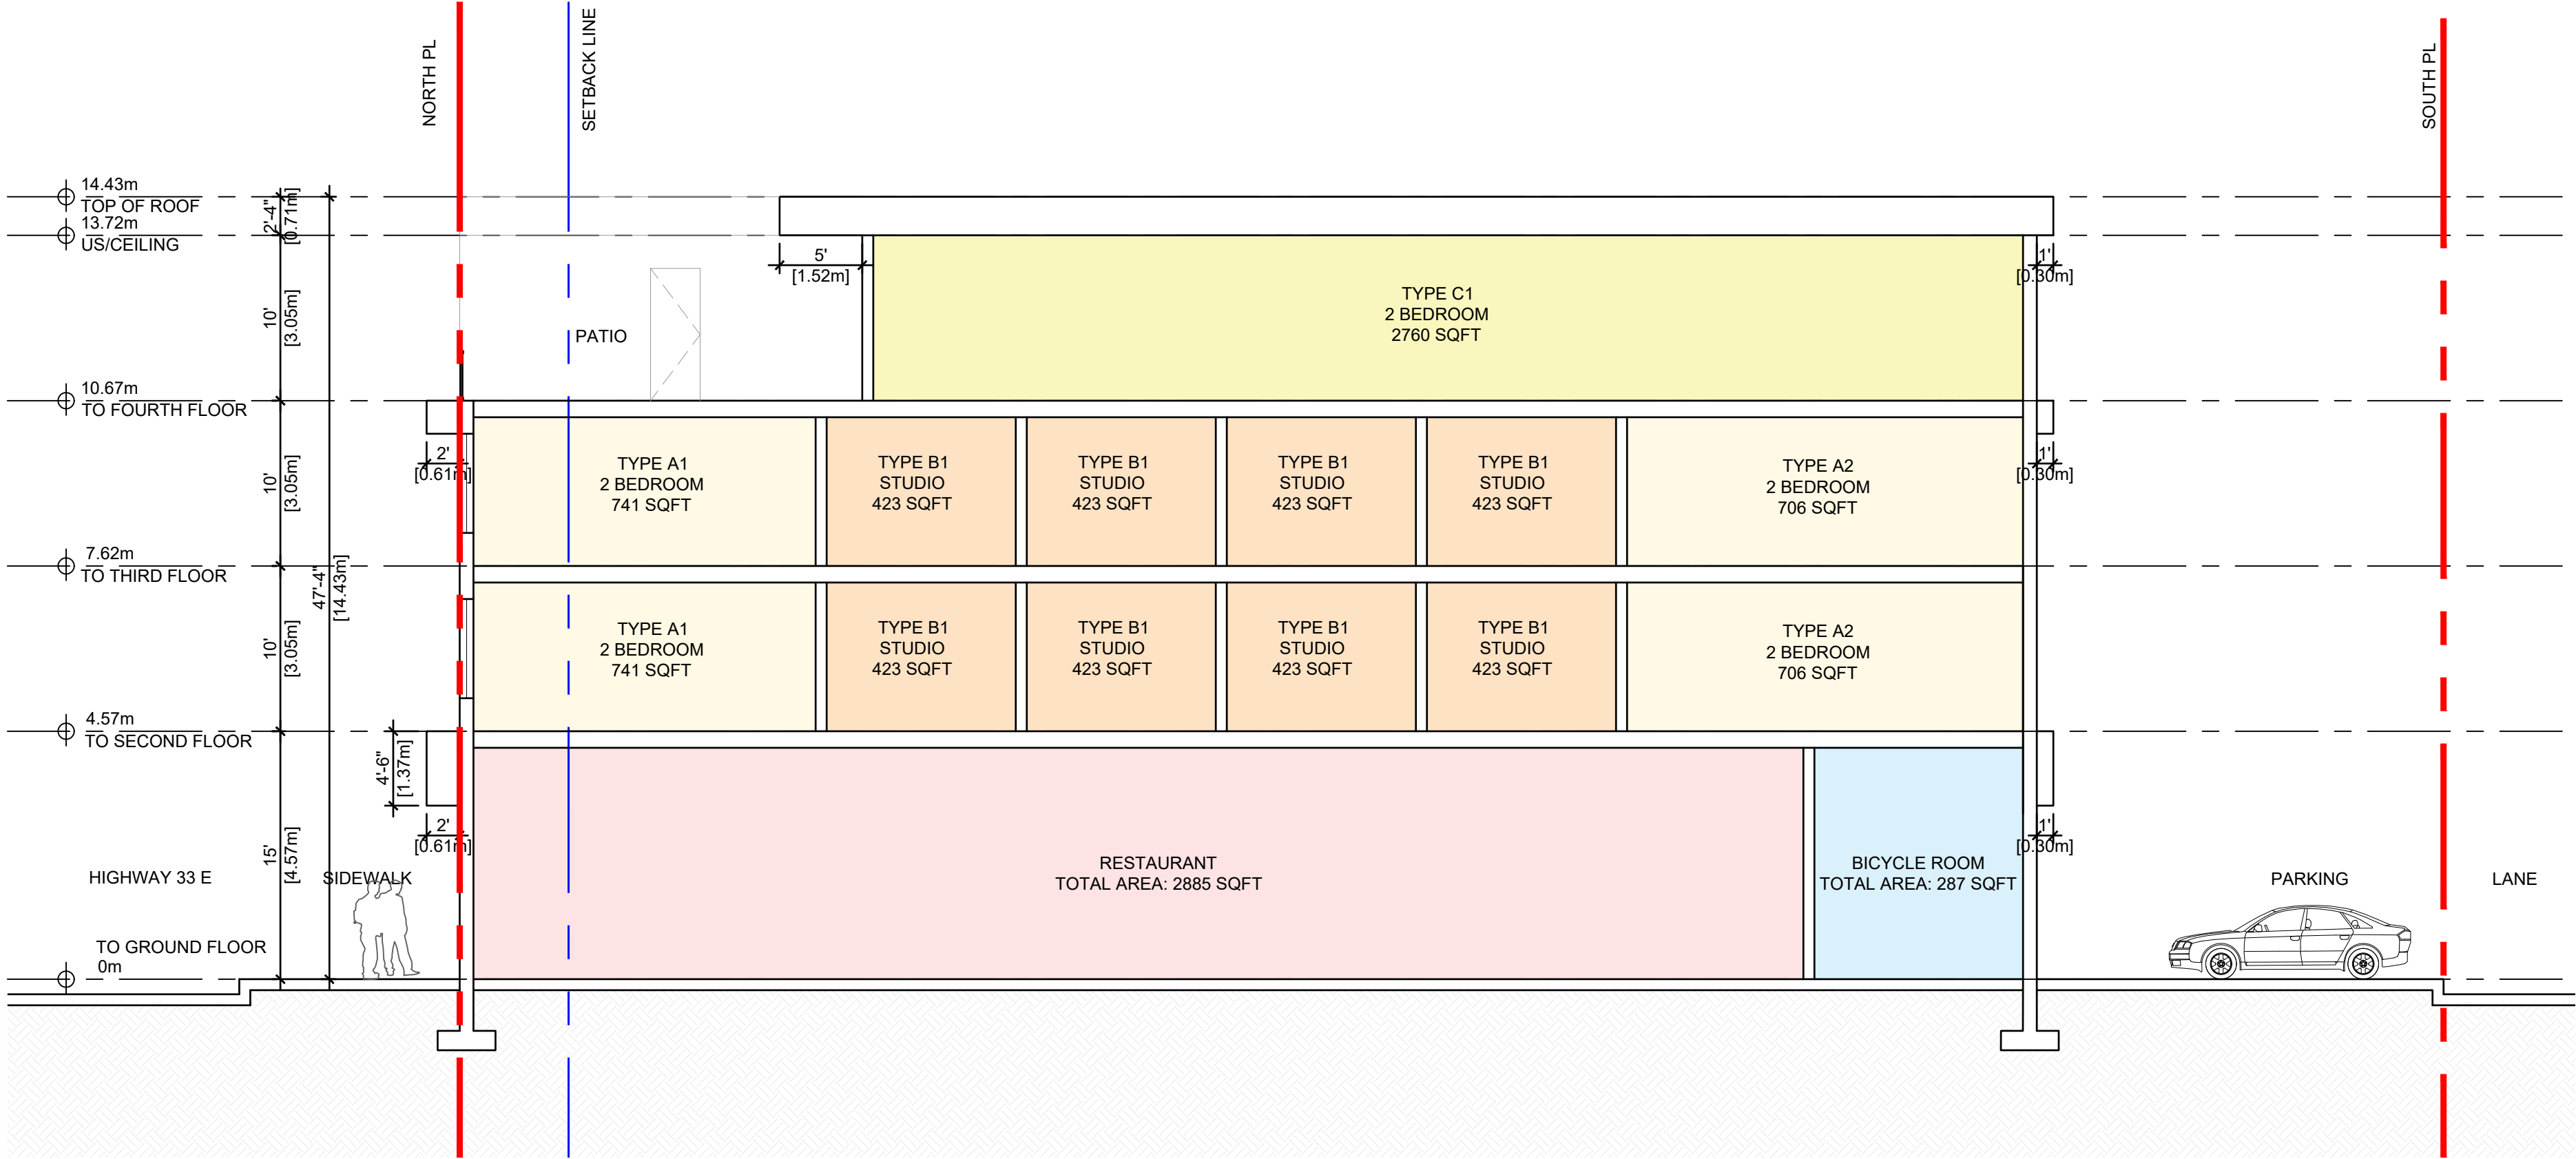 NORTH PL
SETBACK LINE
SOUTH PL
14.43m
TOP OF ROOF
13.72m
US/CEILING
2'-4"
[0.71m]
5'
[1.52m]
1'
[0.30m]
10'
[3.05m]
PATIO
TYPE C1
2 BEDROOM
2760 SQFT
10.67m
TO FOURTH FLOOR
2'
[0.61m]
1'
[0.30m]
10'
[3.05m]
TYPE A1
2 BEDROOM
741 SQFT
TYPE B1
STUDIO
423 SQFT
TYPE B1
STUDIO
423 SQFT
TYPE B1
STUDIO
423 SQFT
TYPE B1
STUDIO
423 SQFT
TYPE A2
2 BEDROOM
706 SQFT
7.62m
TO THIRD FLOOR
47'-4"
[14.43m]
10'
[3.05m]
TYPE A1
2 BEDROOM
741 SQFT
TYPE B1
STUDIO
423 SQFT
TYPE B1
STUDIO
423 SQFT
TYPE B1
STUDIO
423 SQFT
TYPE B1
STUDIO
423 SQFT
TYPE A2
2 BEDROOM
706 SQFT
4.57m
TO SECOND FLOOR
4'-6"
[1.37m]
2'
[0.61m]
1'
[0.30m]
15'
[4.57m]
HIGHWAY 33 E
SIDEWALK
RESTAURANT
TOTAL AREA: 2885 SQFT
BICYCLE ROOM
TOTAL AREA: 287 SQFT
PARKING
LANE
TO GROUND FLOOR
0m